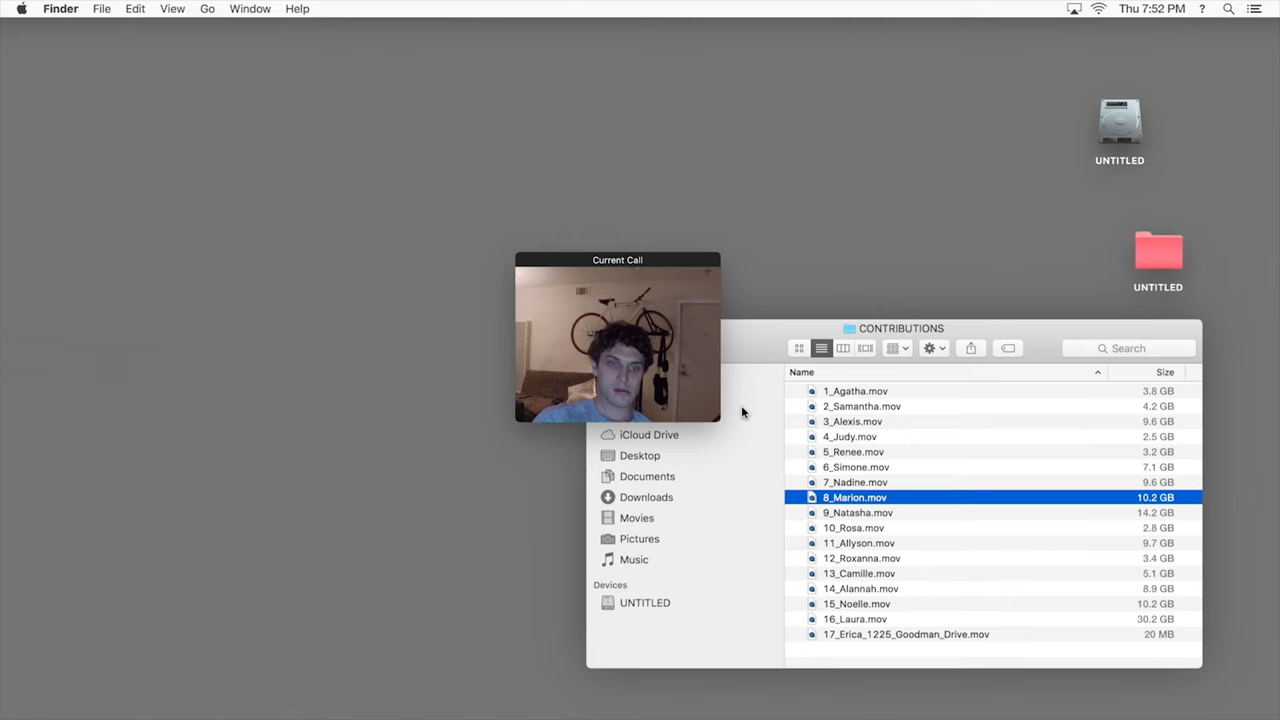 Finder File Edit View Go Window Help Thu 7:52 PM ?
UNTITLED
UNTITLED
Current Call
CONTRIBUTIONS
Search
Name Size
1_Agatha.mov 3.8 GB
2_Samantha.mov 4.2 GB
3_Alexis.mov 9.6 GB
4_Judy.mov 2.5 GB
5_Renee.mov 3.2 GB
6_Simone.mov 7.1 GB
7_Nadine.mov 9.6 GB
8_Marion.mov 10.2 GB
9_Natasha.mov 14.2 GB
10_Rosa.mov 2.8 GB
11_Allyson.mov 9.7 GB
12_Roxanna.mov 3.4 GB
13_Camille.mov 5.1 GB
14_Alannah.mov 8.9 GB
15_Noelle.mov 10.2 GB
16_Laura.mov 30.2 GB
17_Erica_1225_Goodman_Drive.mov 20 MB
iCloud Drive
Desktop
Documents
Downloads
Movies
Pictures
Music
Devices
UNTITLED